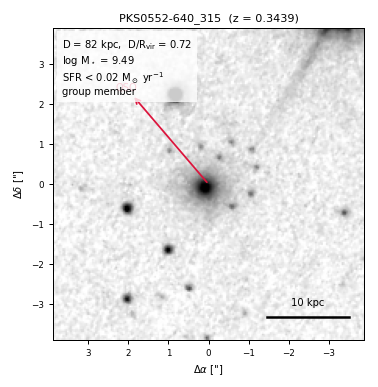 PKS0552-640_315 (z = 0.3439)
D = 82 kpc, D/Rvir = 0.72
log M⋆ = 9.49
SFR < 0.02 M⊙ yr⁻¹
group member
10 kpc
3
2
1
0
−1
−2
−3
Δδ ["]
3 2 1 0 −1 −2 −3
Δα ["]